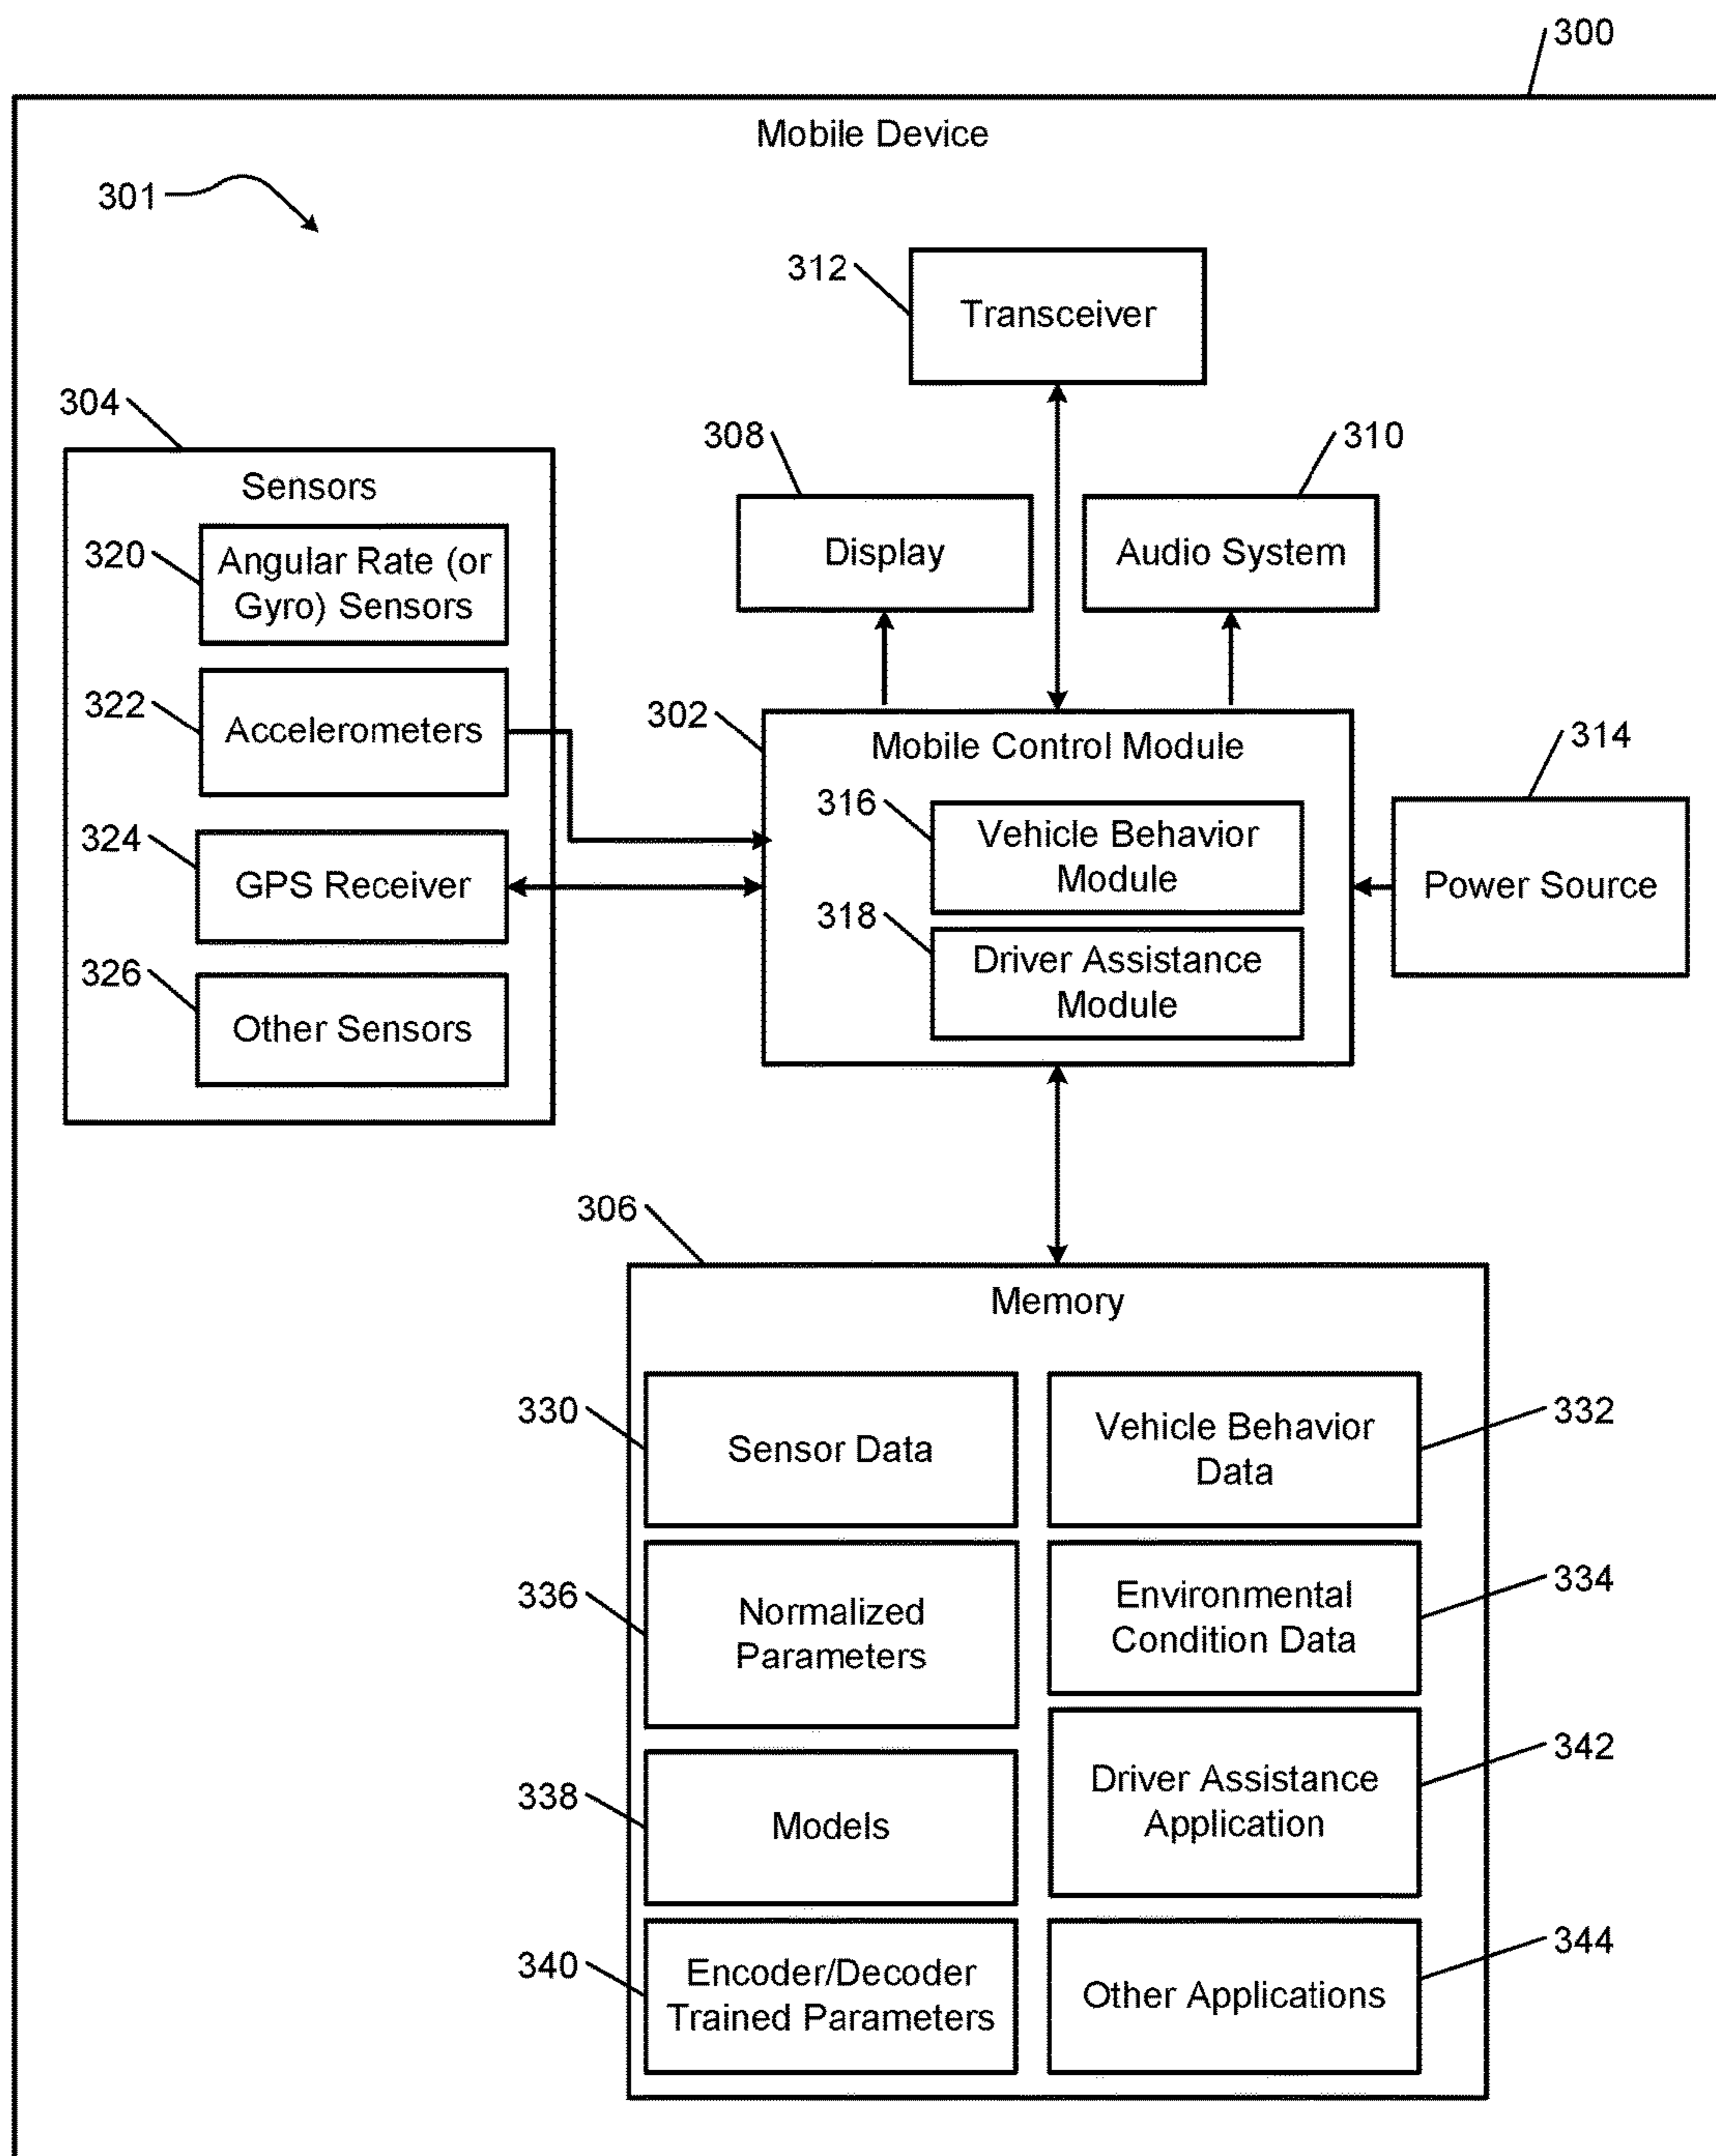 300
Mobile Device
301
312
Transceiver
304
308
310
Sensors
Display
Audio System
320
Angular Rate (or
Gyro) Sensors
322
Accelerometers
302
Mobile Control Module
314
316
Vehicle Behavior
Module
324
GPS Receiver
Power Source
318
Driver Assistance
Module
326
Other Sensors
306
Memory
330
Sensor Data
Vehicle Behavior
Data
332
336
Normalized
Parameters
Environmental
Condition Data
334
338
Models
Driver Assistance
Application
342
340
Encoder/Decoder
Trained Parameters
Other Applications
344